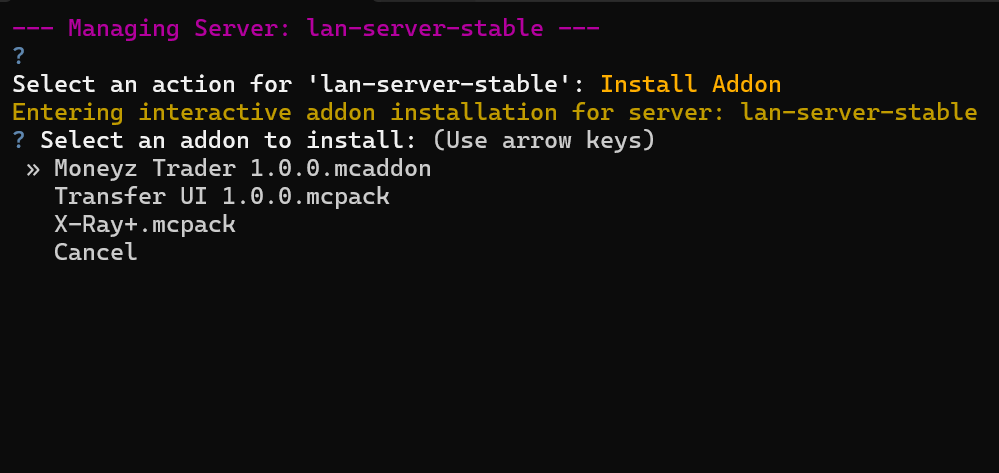 --- Managing Server: lan-server-stable ---
?
Select an action for 'lan-server-stable': Install Addon
Entering interactive addon installation for server: lan-server-stable
? Select an addon to install: (Use arrow keys)
» Moneyz Trader 1.0.0.mcaddon
Transfer UI 1.0.0.mcpack
X-Ray+.mcpack
Cancel